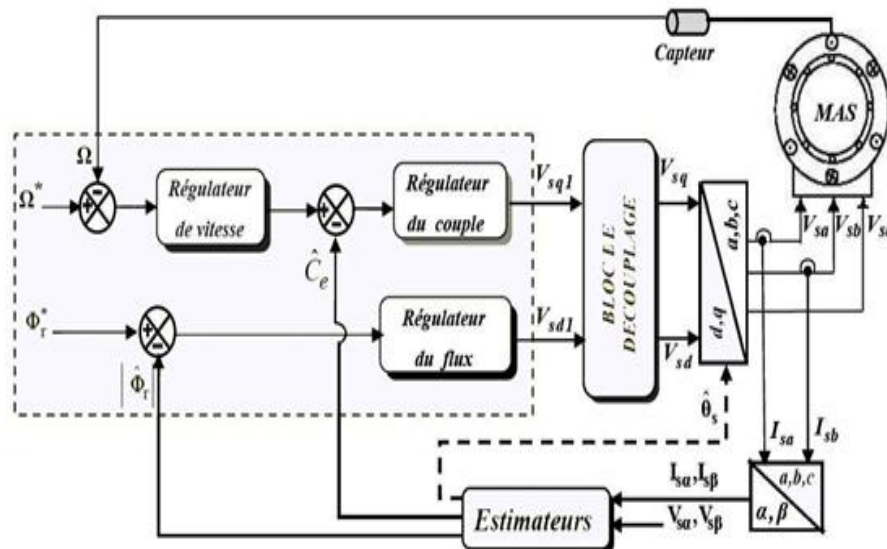 Capteur
MAS
Ω
Ω*
Régulateur
de vitesse
Régulateur
du couple
Ĉe
Vsq1
BLOC DE
DECOUPLAGE
Vsq
a,b,c
d,q
Vsa
Vsb
Φr*
|Φ̂r|
Régulateur
du flux
Vsd1
Vsd
θ̂s
Isa
Isb
Estimateurs
Isα,Isβ
Vsα,Vsβ
a,b,c
α,β